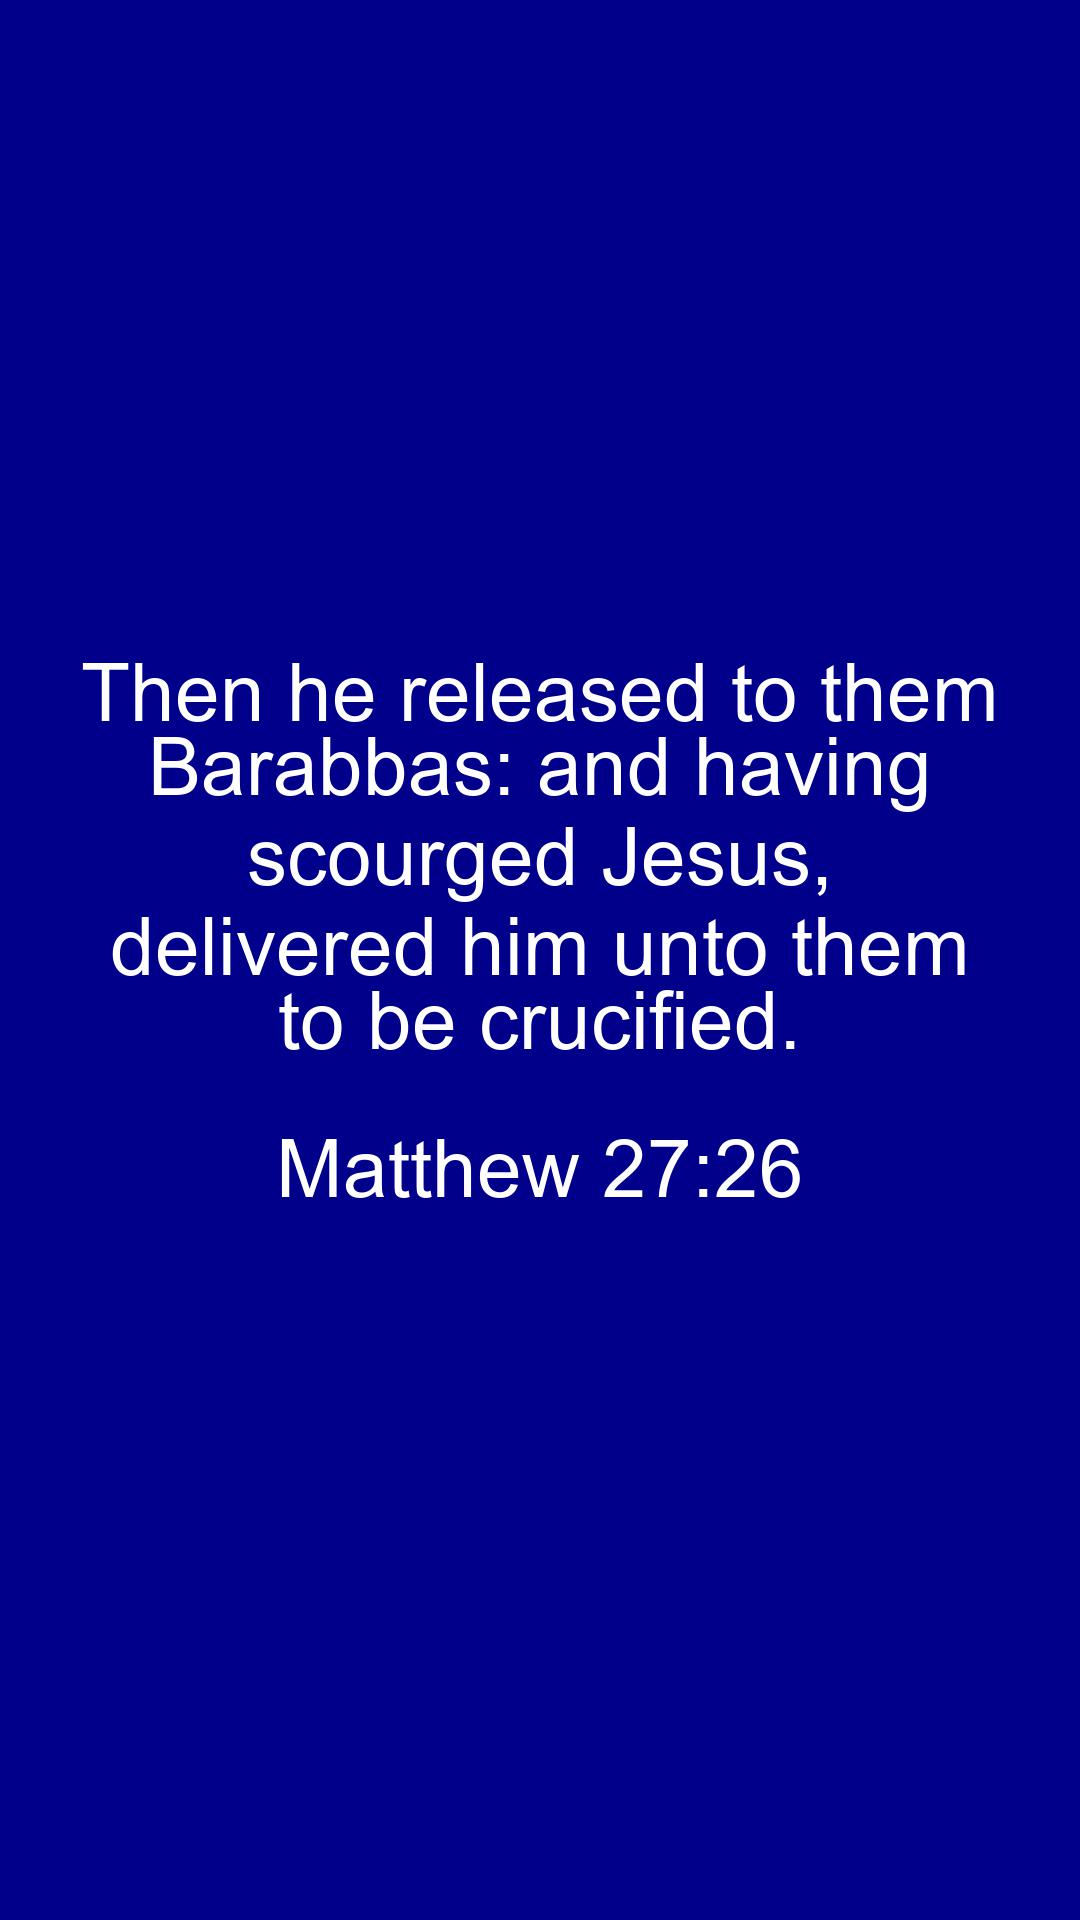 Then he released to them
Barabbas: and having
scourged Jesus,
delivered him unto them
to be crucified.
Matthew 27:26